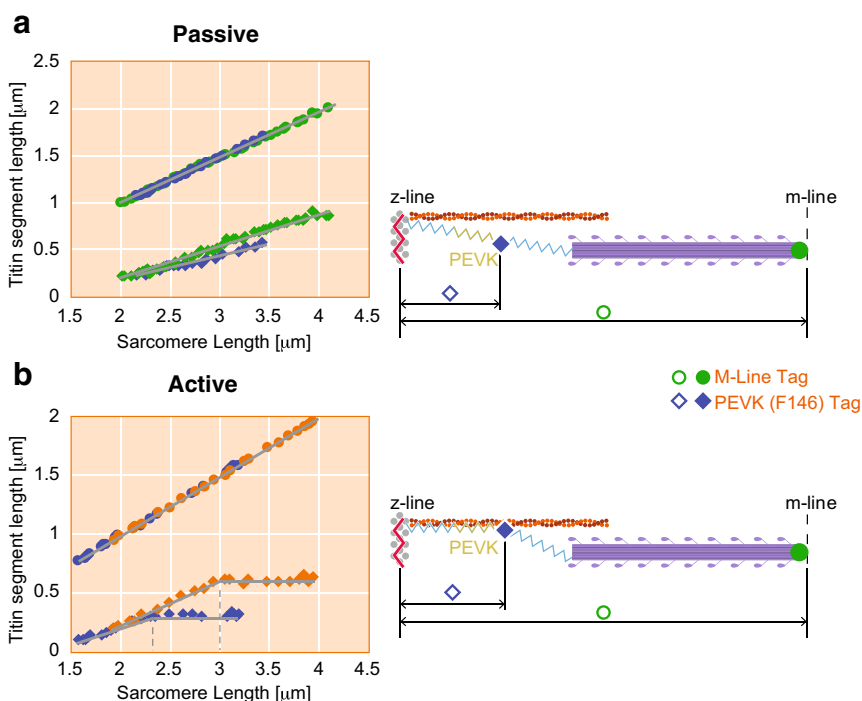 a
Passive
Titin segment length [μm]
2.5
2
1.5
1
0.5
0
1.5 2 2.5 3 3.5 4 4.5
Sarcomere Length [μm]
z-line
m-line
PEVK
b
Active
M-Line Tag
PEVK (F146) Tag
Titin segment length [μm]
2
1.5
1
0.5
0
1.5 2 2.5 3 3.5 4 4.5
Sarcomere Length [μm]
z-line
m-line
PEVK